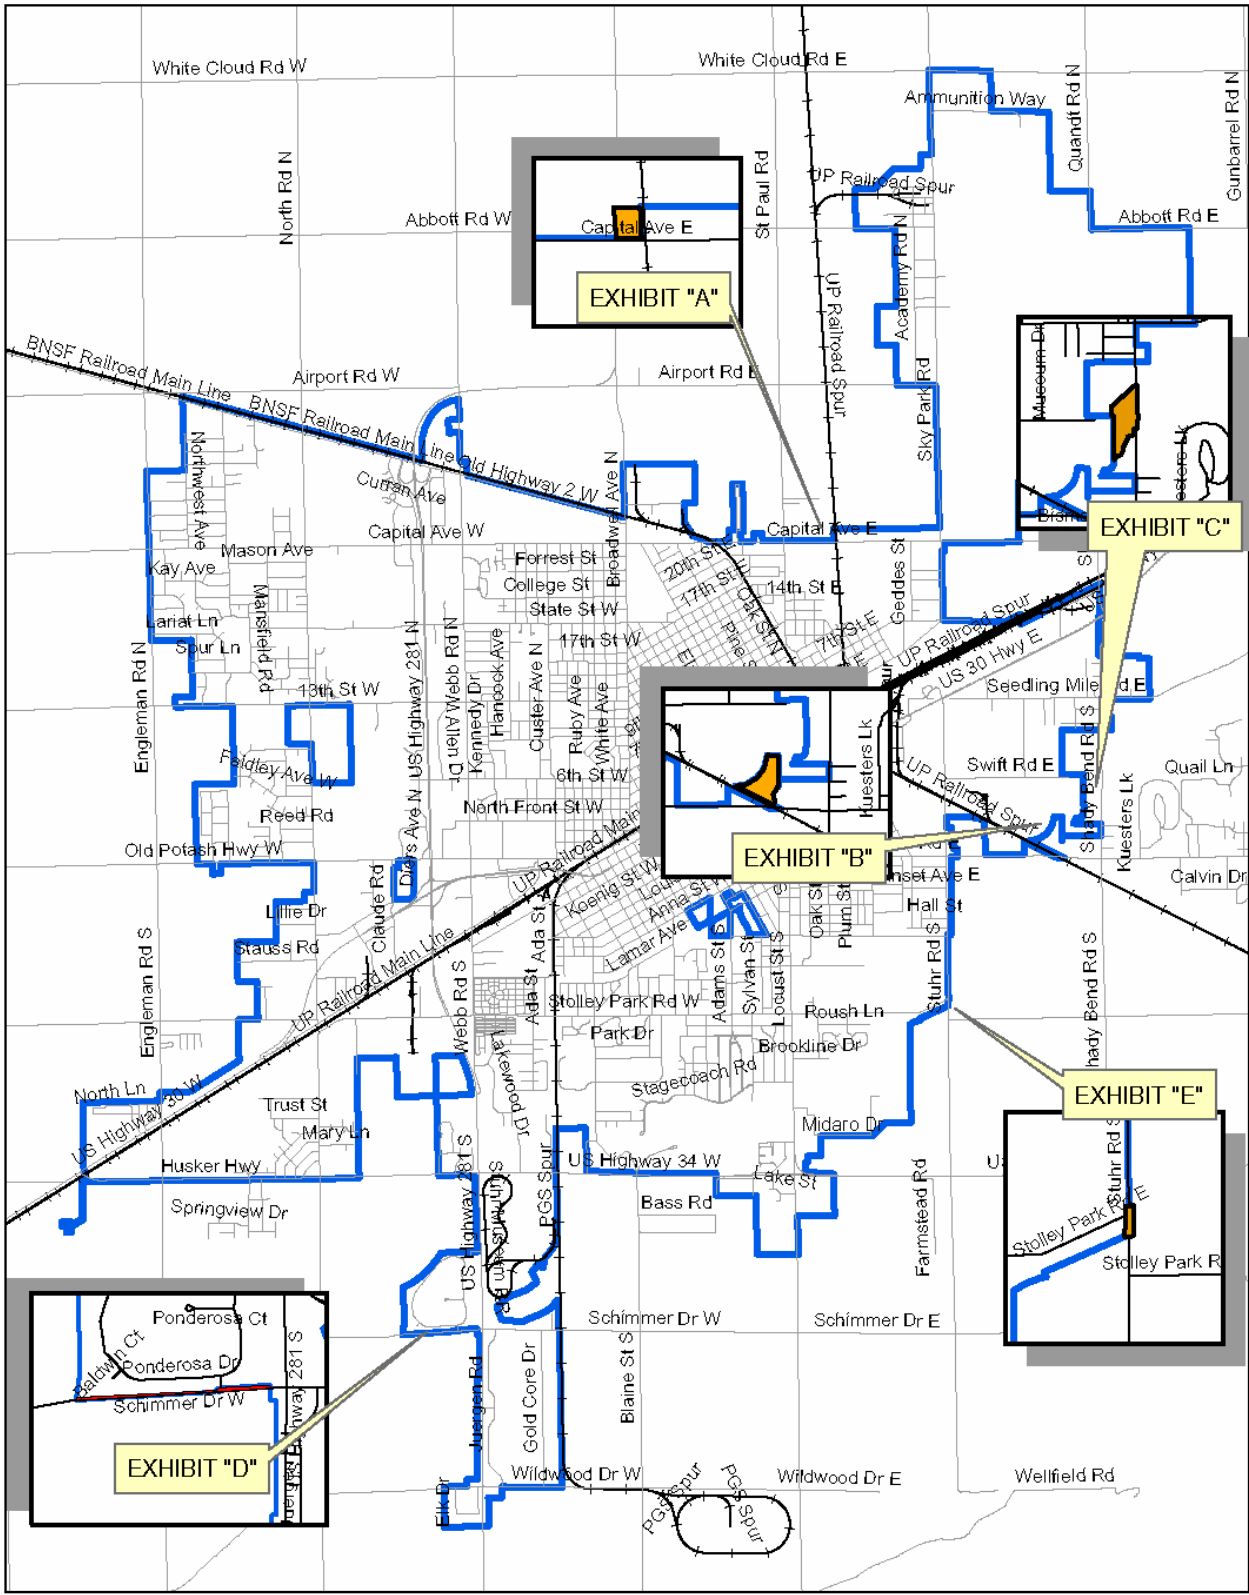 White Cloud Rd W
White Cloud Rd E
Ammunition Way
Quandt Rd N
Gunbarrel Rd N
North Rd N
St Paul Rd
UP Railroad Spur
Abbott Rd W
Capital Ave E
Abbott Rd E
Academy Rd N
EXHIBIT "A"
UP Railroad Spur
BNSF Railroad Main Line
Airport Rd W
Airport Rd E
Museum Dr
BNSF Railroad Main Line
Old Highway 2 W
Sky Park Rd
Northwest Ave
Curran Ave
Broadwell Ave N
Capital Ave W
Capital Ave E
EXHIBIT "C"
Mason Ave
Forrest St
20th St
Geddes St
Kay Ave
College St
17th St E
14th St E
Mansfield Rd
State St W
Oak St N
Lariat Ln
17th St W
7th St E
UP Railroad Spur
Spur Ln
US Highway 281 N
Webb Rd N
Hancock Ave
US 30 Hwy E
Engleman Rd N
13th St W
Allen Dr
Kennedy Dr
Custer Ave N
Ruby Ave
White Ave
Kuesters Lk
Seedling Mile Rd E
Faidley Ave W
6th St W
UP Railroad Spur
Swift Rd E
Shady Bend Rd S
Quail Ln
Reed Rd
North Front St W
Kuesters Lk
Old Potash Hwy W
Diers Ave N
UP Railroad Main
EXHIBIT "B"
Calvin Dr
Lillie Dr
Claude Rd
Koenig St W
Anna St W
Oak St
Plum St
Hall St
Stauss Rd
Ada St S
Lamar Ave
Engleman Rd S
UP Railroad Main Line
Webb Rd S
Ada St
Stolley Park Rd W
Adams St S
Sylvan St
Locust St S
Roush Ln
Stuhr Rd S
Park Dr
Brookline Dr
Lakewood Dr
Stagecoach Rd
North Ln
US Highway 30 W
EXHIBIT "E"
Trust St
Mary Ln
Midaro Dr
Husker Hwy
US Highway 281 S
PGS Spur
US Highway 34 W
Lake St
Farmstead Rd
Stuhr Rd S
Springview Dr
Bass Rd
Stolley Park Rd E
Stolley Park R
Ponderosa Ct
Schimmer Dr W
Schimmer Dr E
Baldwin Ct
Ponderosa Dr
Schimmer Dr W
Juergen Rd
Gold Core Dr
Blaine St S
EXHIBIT "D"
Elk Dr
Wildwood Dr W
PGS Spur
PGS Spur
Wildwood Dr E
Wellfield Rd